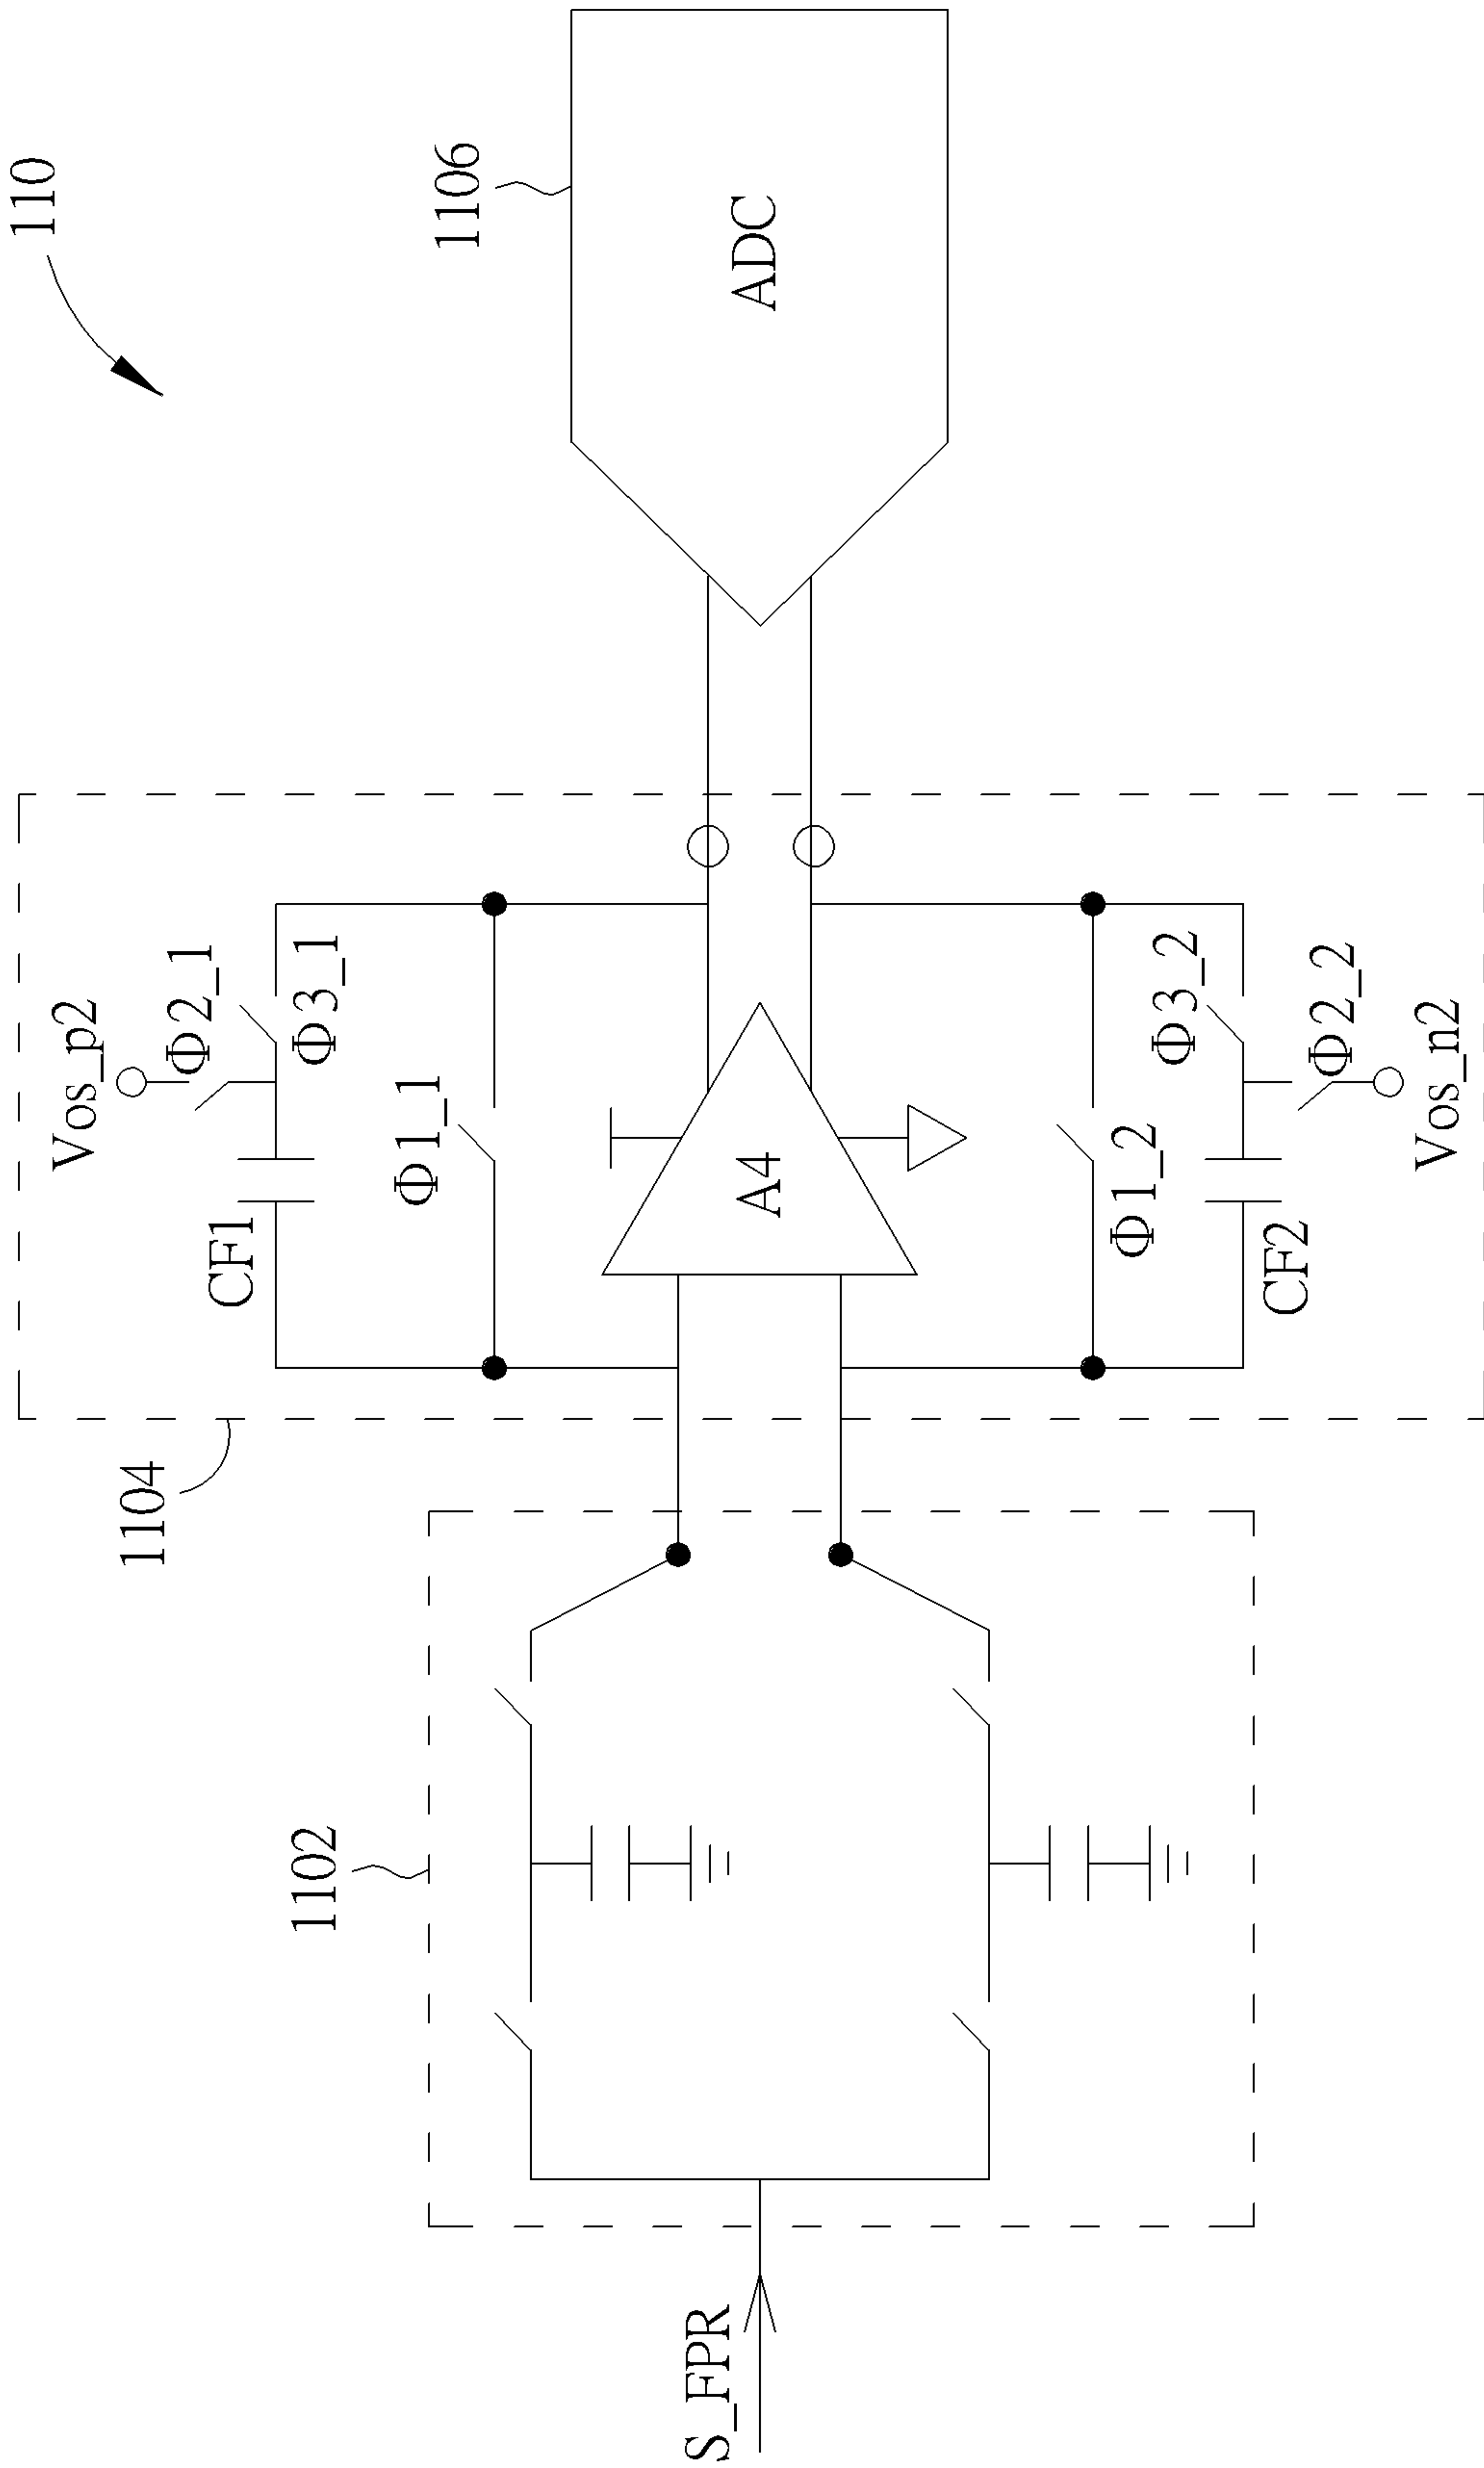 110
1106
ADC
Vos_p2
Φ2_1
Φ3_1
CF1
Φ1_1
A4
Φ1_2
Φ3_2
CF2
Φ2_2
Vos_n2
1104
1102
S_FPR